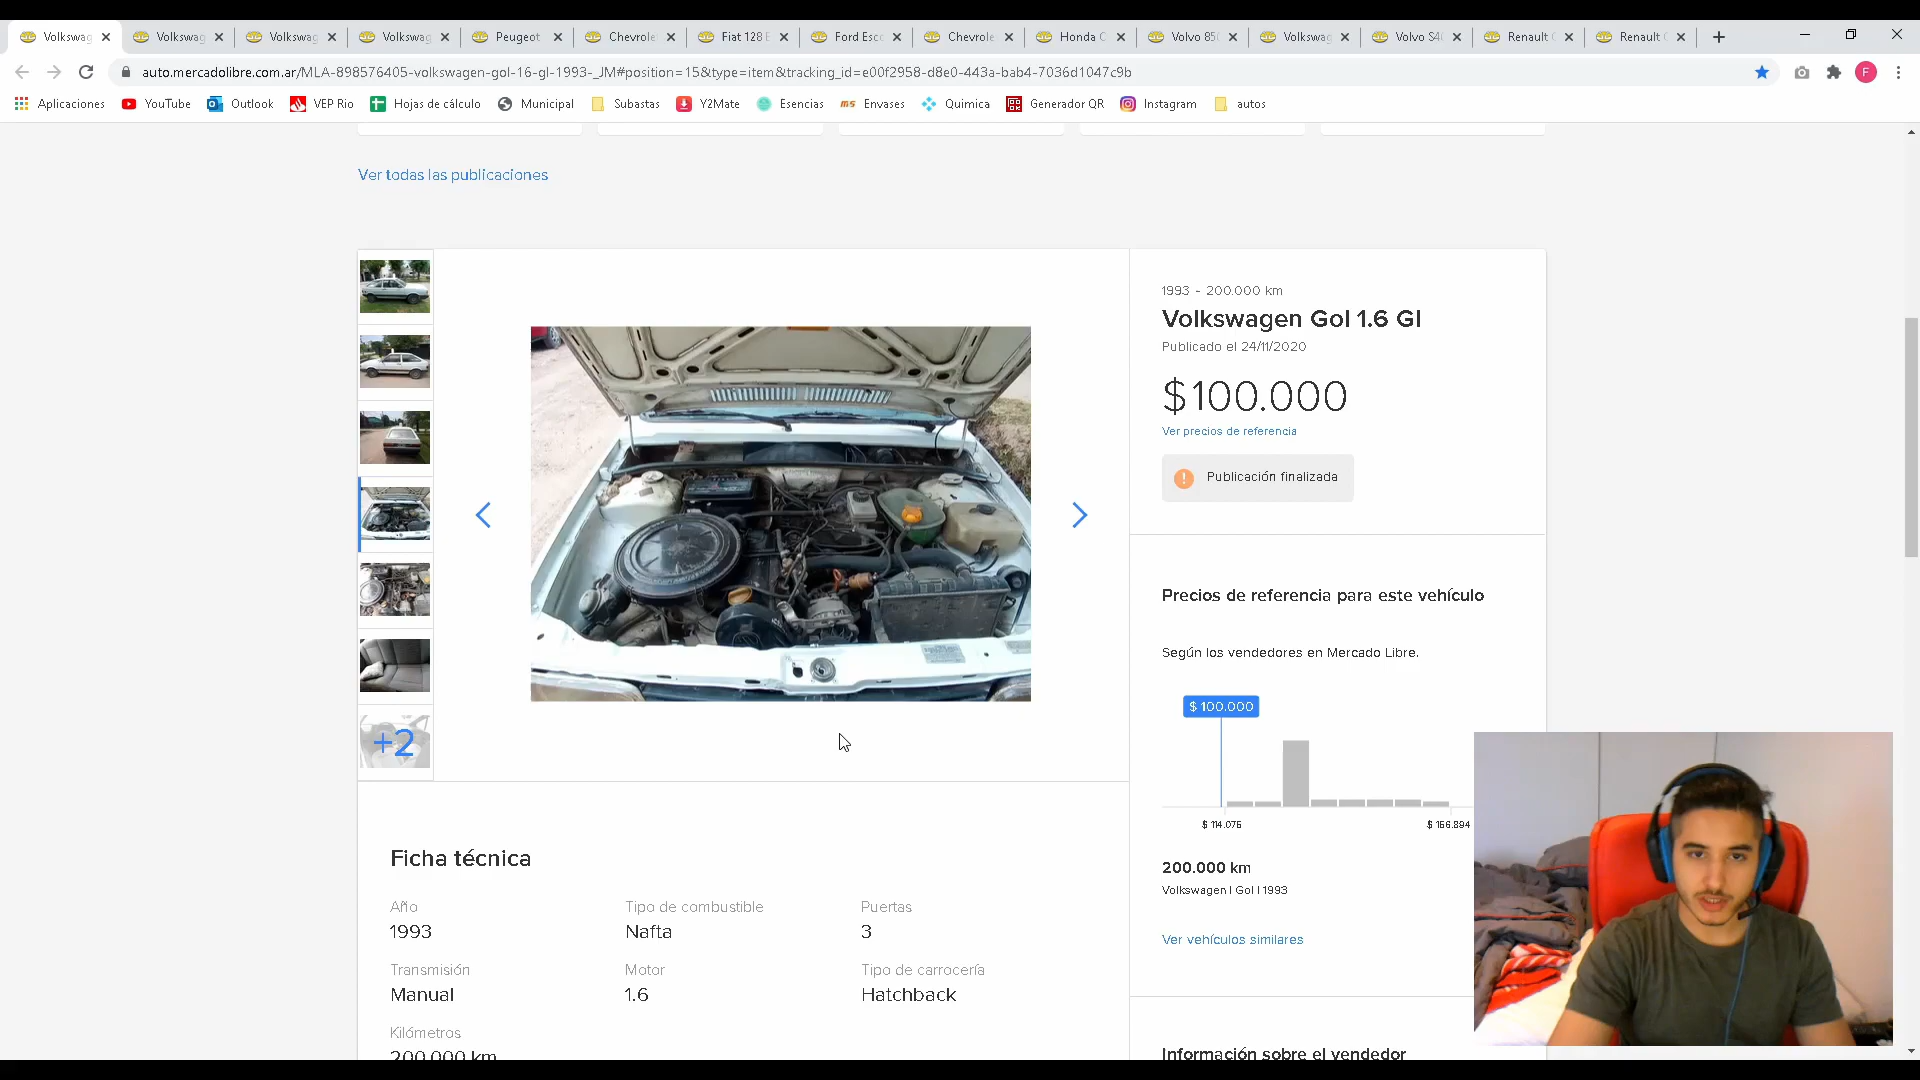 Volkswag
Volkswag
Volkswag
Volkswag
Peugeot
Chevrole
Fiat 128 E
Ford Esco
Chevrole
Honda C
Volvo 850
Volkswag
Volvo S40
Renault
Renault
auto.mercadolibre.com.ar/MLA-898576405-volkswagen-gol-16-gl-1993-_JM#position=15&type=item&tracking_id=e00f2958-d8e0-443a-bab4-7036d1047c9b
F
Aplicaciones
YouTube
Outlook
VEP Rio
Hojas de cálculo
Municipal
Subastas
Y2Mate
Esencias
Envases
Quimica
Generador QR
Instagram
autos
Ver todas las publicaciones
+2
1993 - 200.000 km
Volkswagen Gol 1.6 Gl
Publicado el 24/11/2020
$100.000
Ver precios de referencia
Publicación finalizada
Precios de referencia para este vehículo
Según los vendedores en Mercado Libre.
$ 100.000
$ 114.075
$ 166.894
200.000 km
Volkswagen | Gol | 1993
Ver vehículos similares
Información sobre el vendedor
Ficha técnica
Año
1993
Tipo de combustible
Nafta
Puertas
3
Transmisión
Manual
Motor
1.6
Tipo de carrocería
Hatchback
Kilómetros
200.000 km